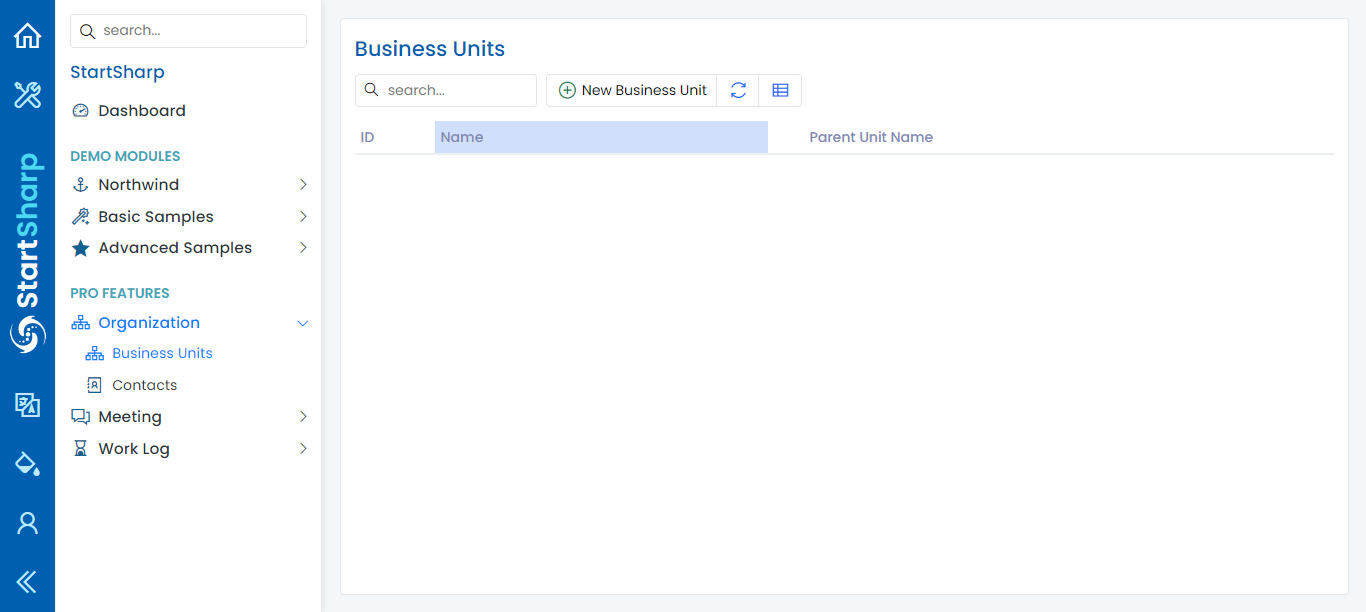 StartSharp
search...
StartSharp
Dashboard
DEMO MODULES
Northwind
Basic Samples
Advanced Samples
PRO FEATURES
Organization
Business Units
Contacts
Meeting
Work Log
Business Units
search...
New Business Unit
ID Name Parent Unit Name